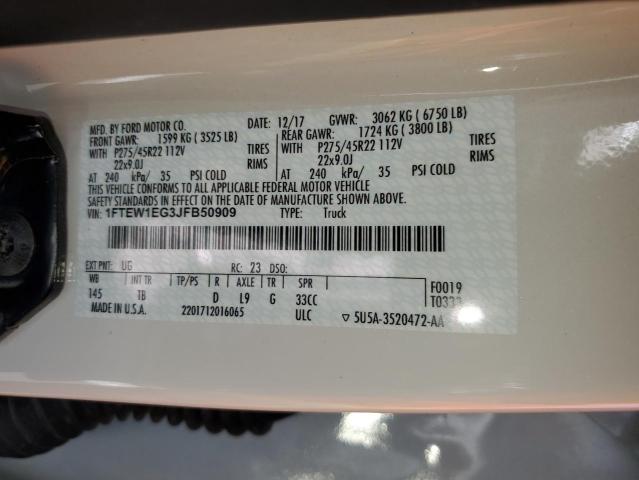 MFD. BY FORD MOTOR CO. 12/17 GVWR: 3062 KG ( 6750 LB)
FRONT GAWR: 1599 KG ( 3525 LB) REAR GAWR: 1724 KG ( 3800 LB)
WITH P275/45R22 112V TIRES P275/45R22 112V TIRES
22x9.0J RIMS 22x9.0J RIMS
AT 240 kPa/ 35 PSI COLD AT 240 kPa/ 35 PSI COLD
THIS VEHICLE CONFORMS TO ALL APPLICABLE FEDERAL MOTOR VEHICLE
SAFETY STANDARDS IN EFFECT ON THE DATE OF MANUFACTURE SHOWN ABOVE.
VIN: 1FTEW1EG3JFB50909 TYPE: Truck
EXT PNT: UG RC: 23 DSO:
WB INT TR TP/PS R AXLE TR SPR F0019
145 TB D L9 G 33CC
MADE IN U.S.A. 2201712016065 ULC ▽ 5U5A-3520472-AA